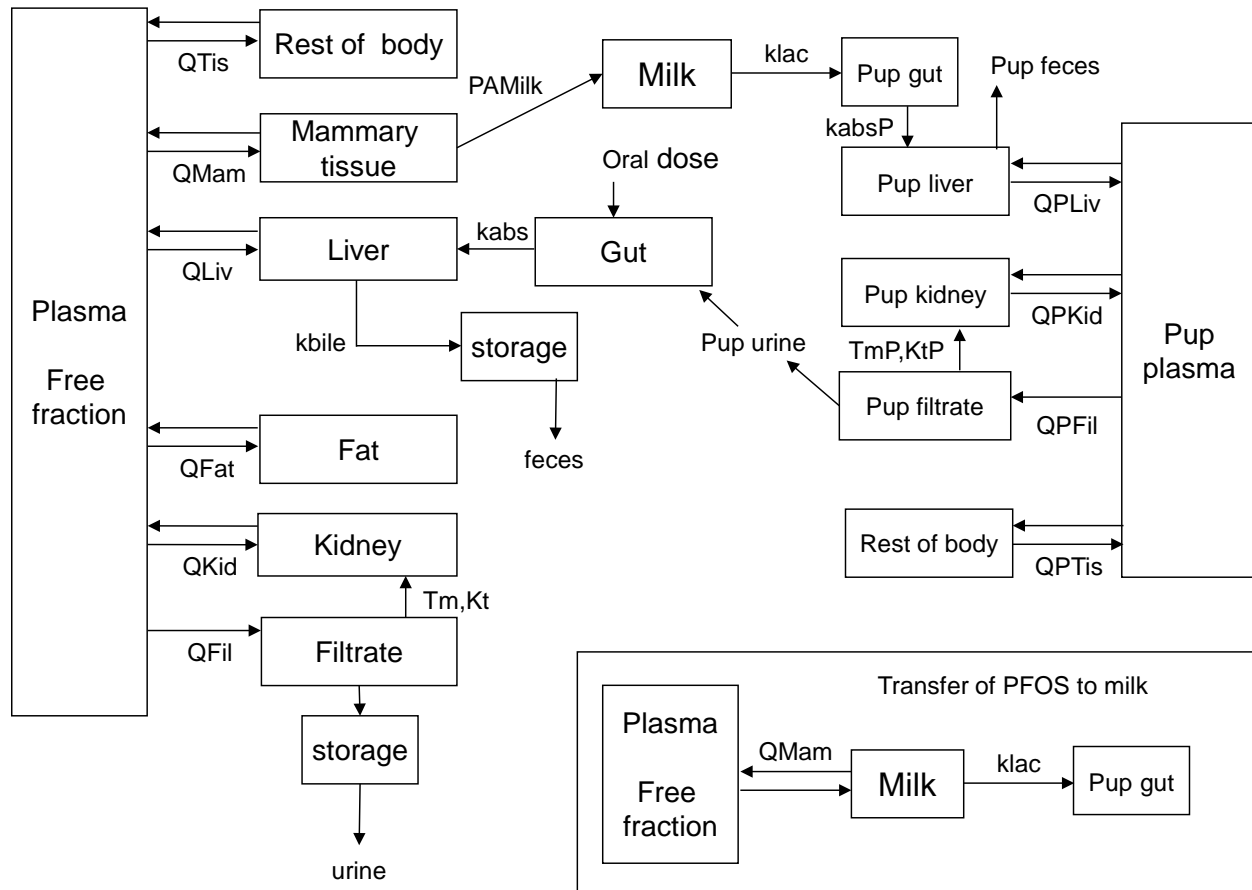 Rest of body
QTis
PAMilk
Milk
klac
Pup gut
Pup feces
kabsP
Mammary
tissue
QMam
Oral dose
Pup liver
QPLiv
Liver
QLiv
kabs
Gut
Plasma
Free
fraction
kbile
storage
feces
Pup urine
Pup kidney
QPKid
TmP,KtP
Pup
plasma
Pup filtrate
QPFil
Fat
QFat
Kidney
QKid
Tm,Kt
Rest of body
QPTis
Filtrate
QFil
storage
urine
Transfer of PFOS to milk
Plasma
Free
fraction
QMam
Milk
klac
Pup gut